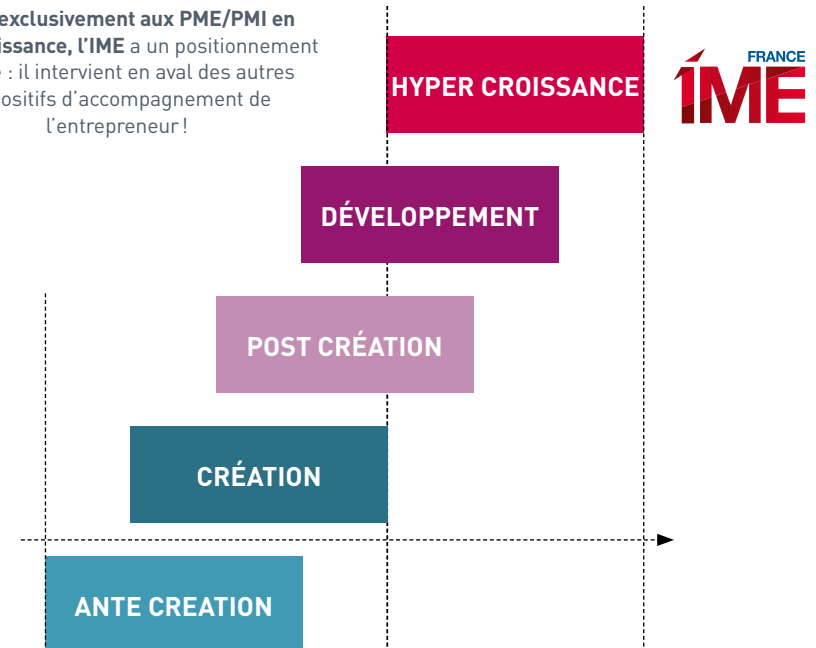 exclusivement aux PME/PMI en
issance, l’IME a un positionnement
: il intervient en aval des autres
ositifs d’accompagnement de
l’entrepreneur !
HYPER CROISSANCE
FRANCE
IME
DÉVELOPPEMENT
POST CRÉATION
CRÉATION
ANTE CREATION